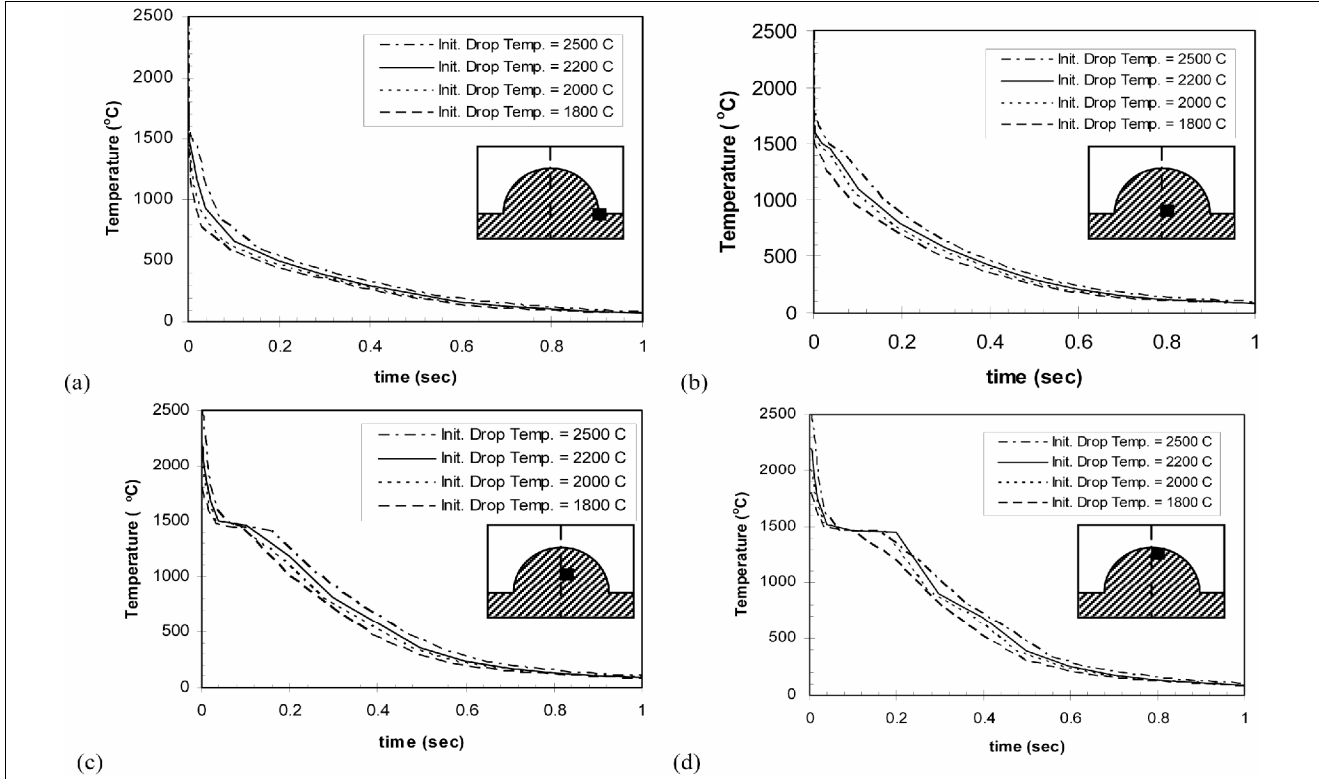 2500
2000
1500
1000
500
0
Temperature (°C)
Init. Drop Temp. = 2500 C
Init. Drop Temp. = 2200 C
Init. Drop Temp. = 2000 C
Init. Drop Temp. = 1800 C
0 0.2 0.4 0.6 0.8 1
time (sec)
(a)
2500
2000
1500
1000
500
0
Temperature ( °C)
Init. Drop Temp. = 2500 C
Init. Drop Temp. = 2200 C
Init. Drop Temp. = 2000 C
Init. Drop Temp. = 1800 C
0 0.2 0.4 0.6 0.8 1
time (sec)
(b)
2500
2000
1500
1000
500
0
Temperature ( °C)
Init. Drop Temp. = 2500 C
Init. Drop Temp. = 2200 C
Init. Drop Temp. = 2000 C
Init. Drop Temp. = 1800 C
0 0.2 0.4 0.6 0.8 1
time (sec)
(c)
2500
2000
1500
1000
500
0
Temperature (°C)
Init. Drop Temp. = 2500 C
Init. Drop Temp. = 2200 C
Init. Drop Temp. = 2000 C
Init. Drop Temp. = 1800 C
0 0.2 0.4 0.6 0.8 1
time (sec)
(d)